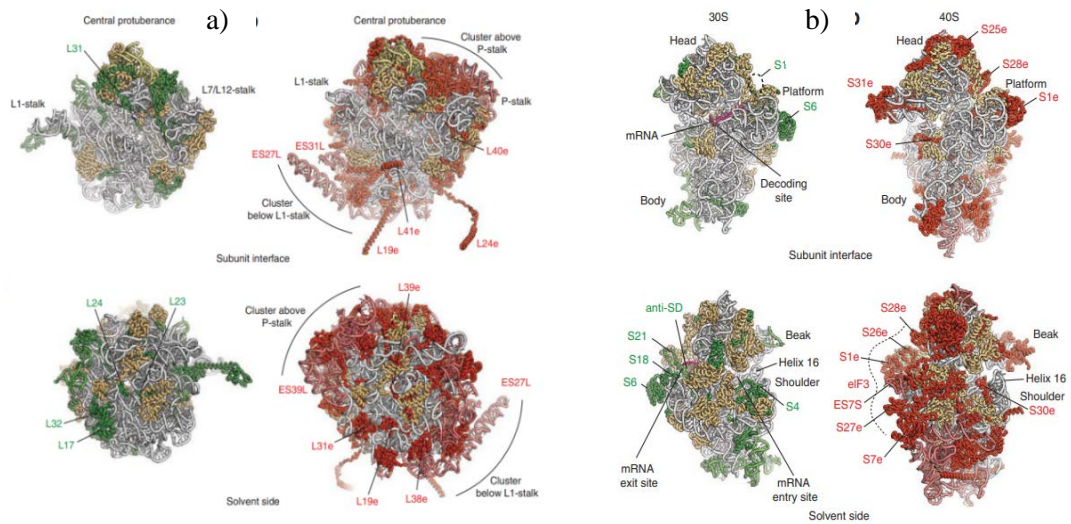 a)
Central protuberance
Central protuberance
Cluster above
P-stalk
L31
L1-stalk
L7/L12-stalk
L1-stalk
P-stalk
ES27L
ES31L
L40e
Cluster
below L1-stalk
L41e
L19e
L24e
Subunit interface
L24
L23
L32
L17
L39e
Cluster above
P-stalk
ES39L
ES27L
L31e
L19e
L38e
Cluster
below L1-stalk
Solvent side
b)
30S
40S
Head
S1
Platform
S6
mRNA
Decoding
site
Body
Head
S25e
S28e
S31e
Platform
S1e
S30e
Body
Subunit interface
anti-SD
S21
S18
S6
Beak
Helix 16
Shoulder
S4
mRNA
exit site
mRNA
entry site
S28e
S26e
S1e
eIF3
ES7S
S27e
S7e
Beak
Helix 16
Shoulder
S30e
Solvent side